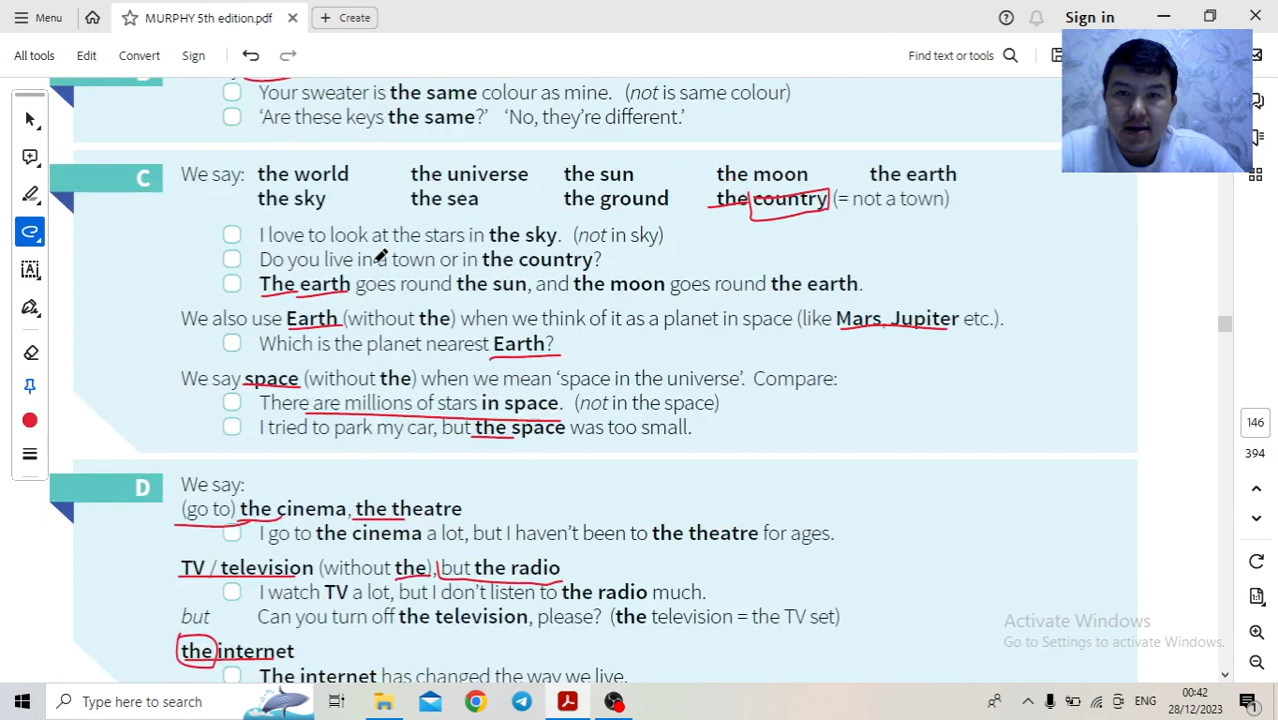 Menu MURPHY 5th edition.pdf Create Sign in
All tools Edit Convert Sign Find text or tools
Your sweater is the same colour as mine. (not is same colour)
‘Are these keys the same?’ ‘No, they’re different.’
C We say: the world the universe the sun the moon the earth
the sky the sea the ground the country (= not a town)
I love to look at the stars in the sky. (not in sky)
Do you live in a town or in the country?
The earth goes round the sun, and the moon goes round the earth.
We also use Earth (without the) when we think of it as a planet in space (like Mars, Jupiter etc.).
Which is the planet nearest Earth?
We say space (without the) when we mean ‘space in the universe’. Compare:
There are millions of stars in space. (not in the space)
I tried to park my car, but the space was too small.
146
394
D We say:
(go to) the cinema, the theatre
I go to the cinema a lot, but I haven’t been to the theatre for ages.
TV / television (without the), but the radio
I watch TV a lot, but I don’t listen to the radio much.
but Can you turn off the television, please? (the television = the TV set)
the internet
The internet has changed the way we live.
Activate Windows
Go to Settings to activate Windows.
Type here to search ENG 00:42
28/12/2023